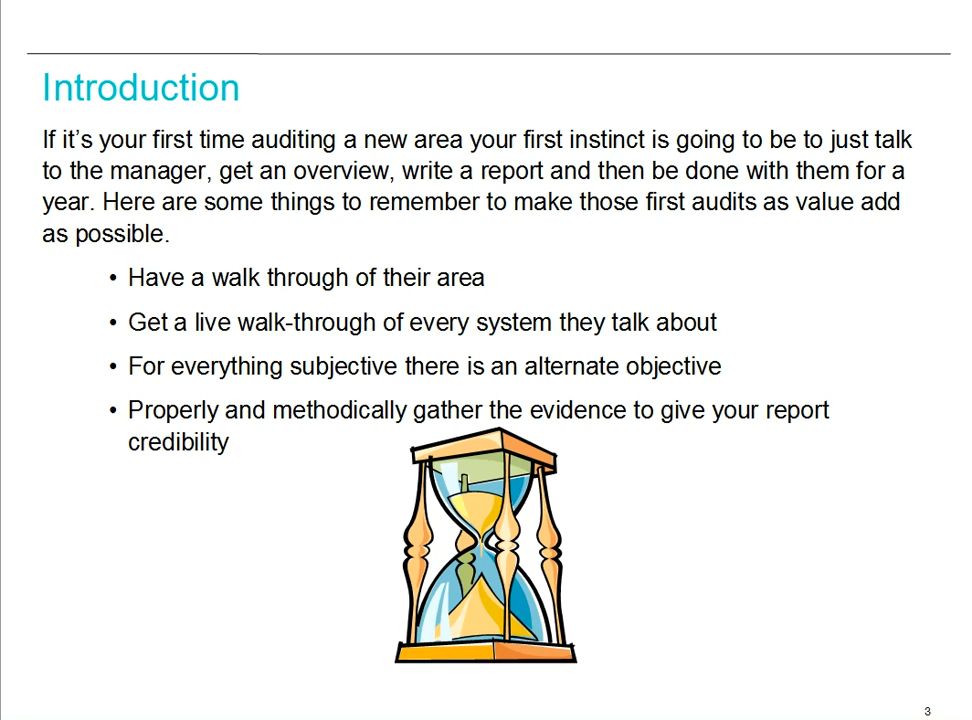 Introduction
If it’s your first time auditing a new area your first instinct is going to be to just talk
to the manager, get an overview, write a report and then be done with them for a
year. Here are some things to remember to make those first audits as value add
as possible.
• Have a walk through of their area
• Get a live walk-through of every system they talk about
• For everything subjective there is an alternate objective
• Properly and methodically gather the evidence to give your report
credibility
3